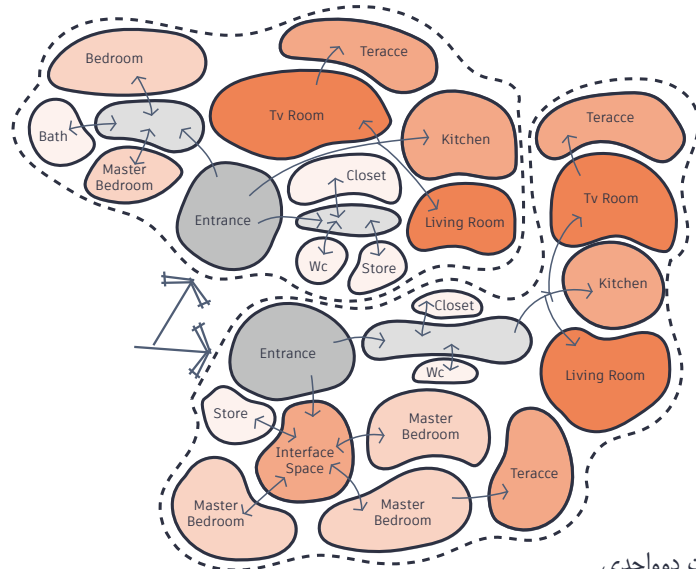 Bedroom
Teracce
Tv Room
Bath
Kitchen
Master
Bedroom
Closet
Entrance
Living Room
Wc
Store
Teracce
Tv Room
Kitchen
Living Room
Closet
Entrance
Wc
Store
Master
Bedroom
Interface
Space
Teracce
Master
Bedroom
Master
Bedroom
دوواحدی